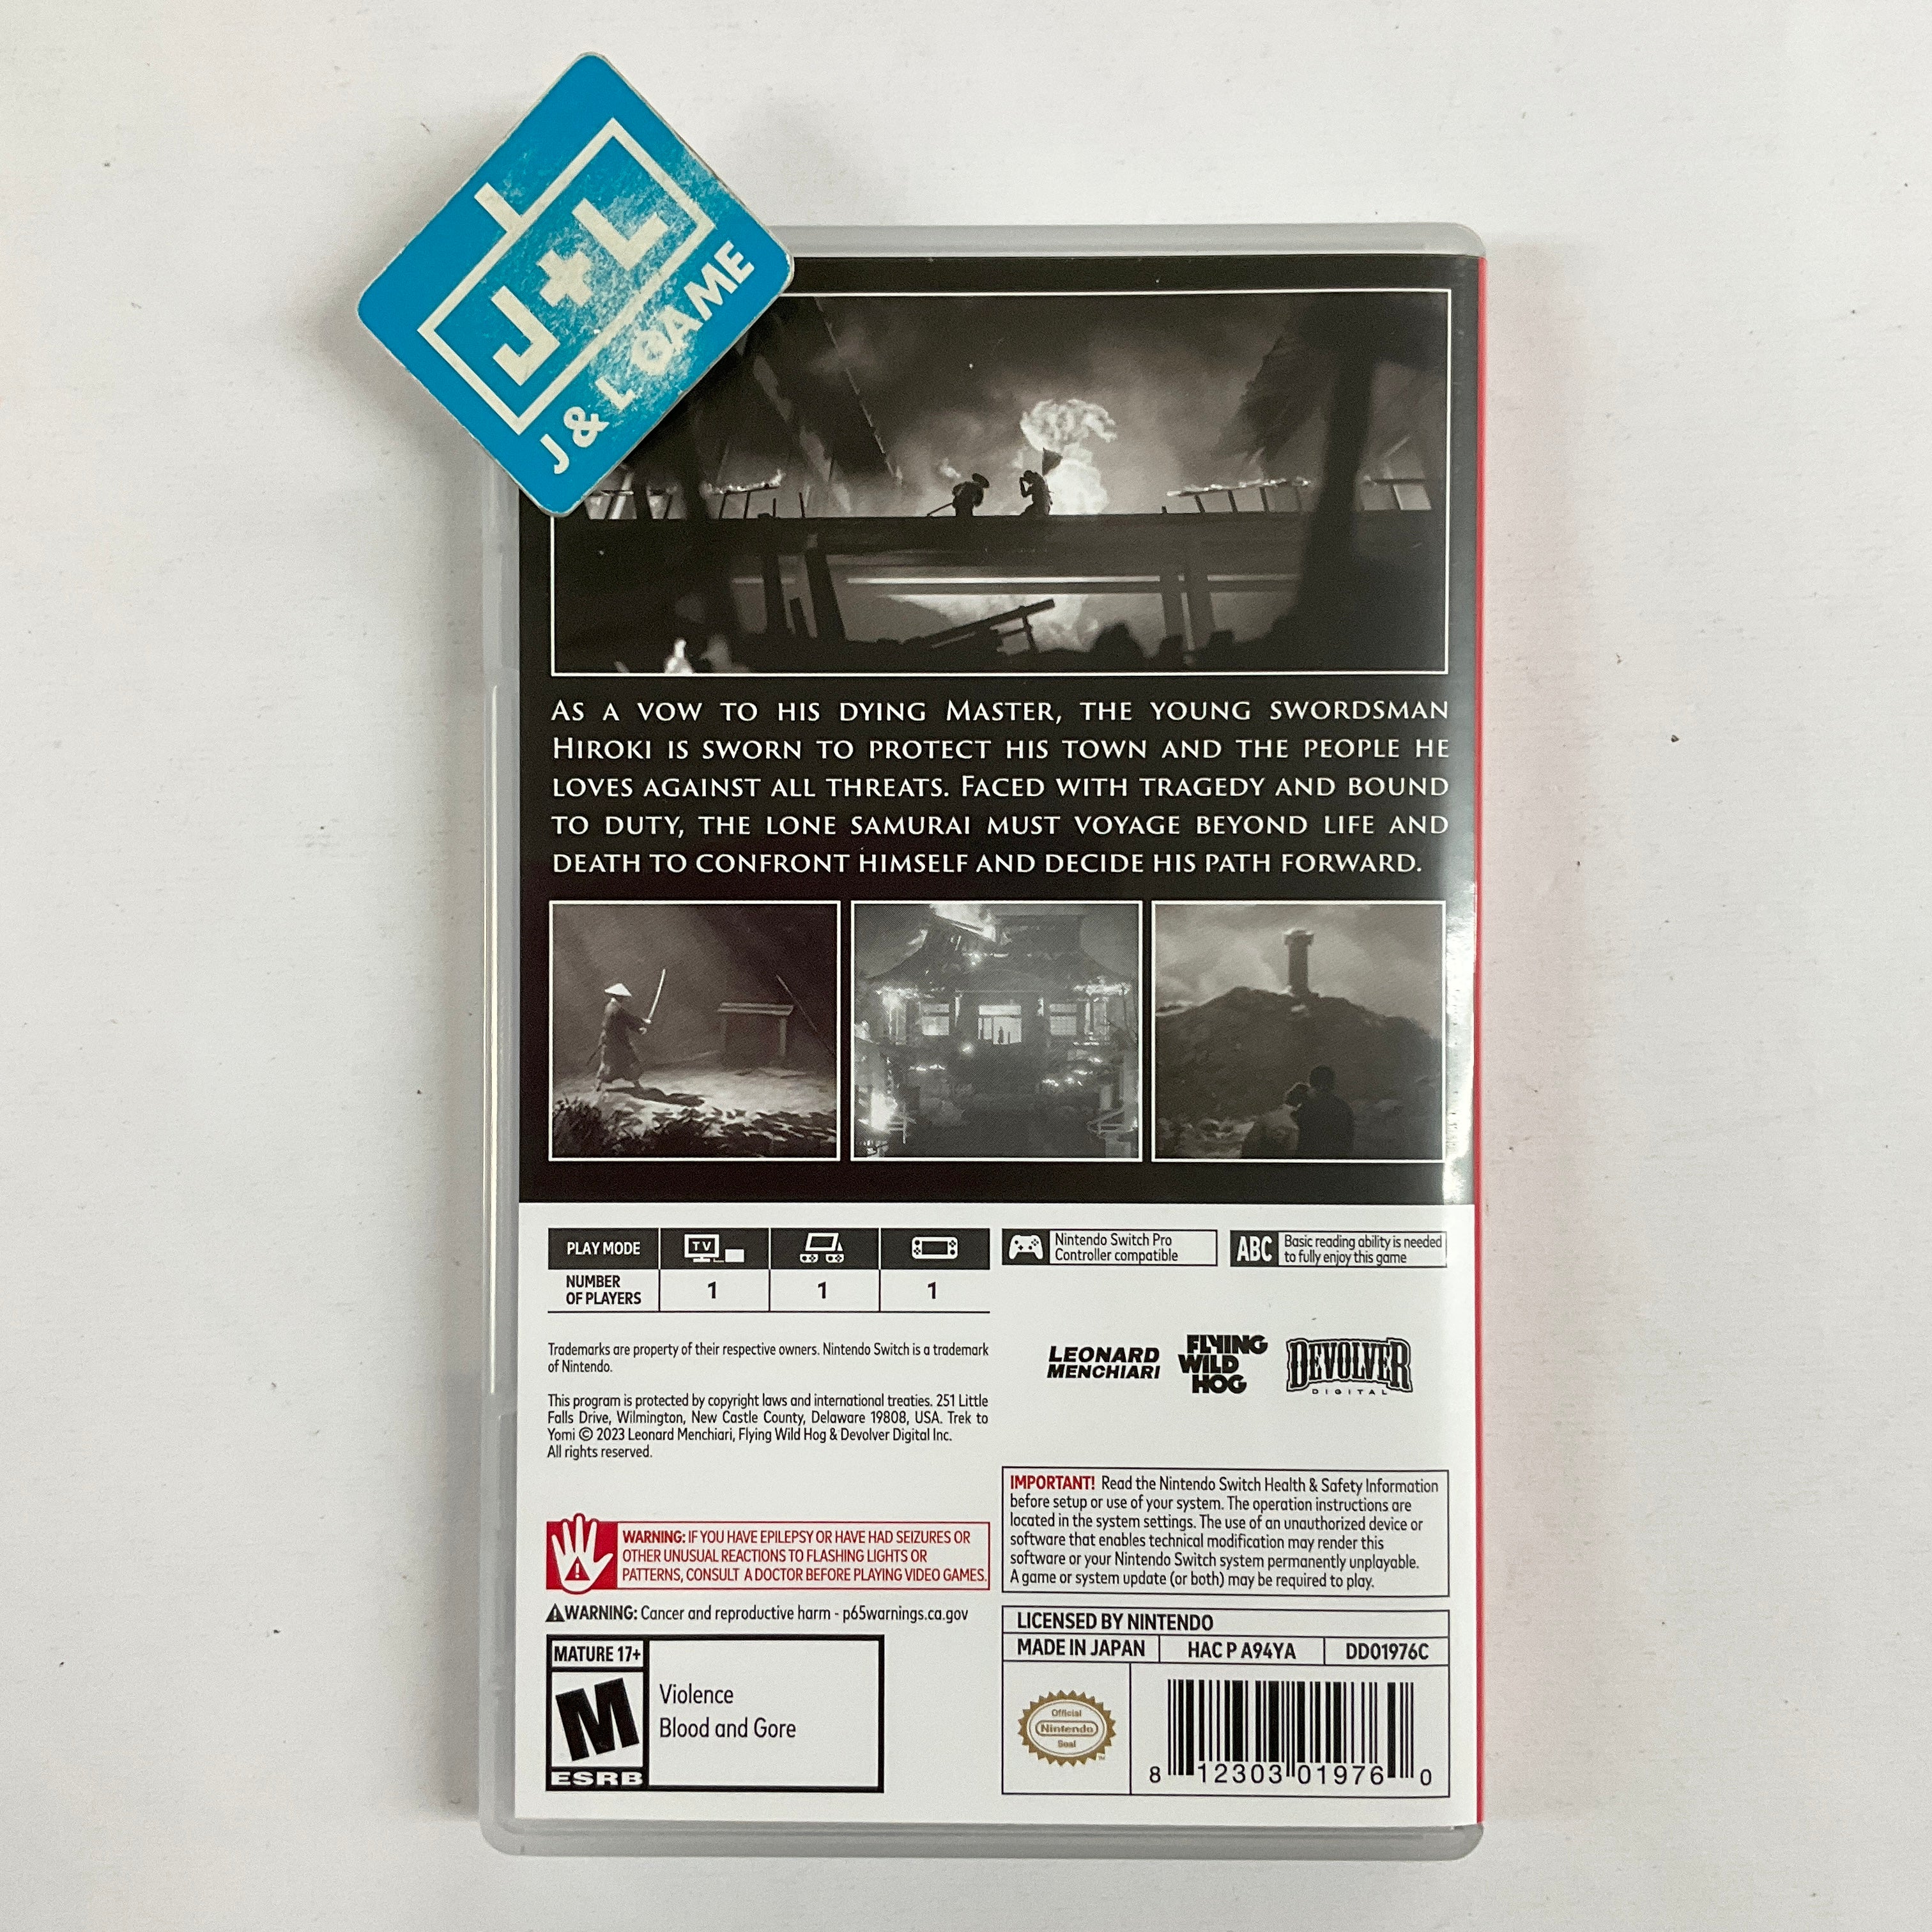 J+L
J & L GAME
AS A VOW TO HIS DYING MASTER, THE YOUNG SWORDSMAN
HIROKI IS SWORN TO PROTECT HIS TOWN AND THE PEOPLE HE
LOVES AGAINST ALL THREATS. FACED WITH TRAGEDY AND BOUND
TO DUTY, THE LONE SAMURAI MUST VOYAGE BEYOND LIFE AND
DEATH TO CONFRONT HIMSELF AND DECIDE HIS PATH FORWARD.
PLAY MODE
TV
NUMBER
OF PLAYERS
1
1
1
Nintendo Switch Pro
Controller compatible
ABC
Basic reading ability is needed
to fully enjoy this game
Trademarks are property of their respective owners. Nintendo Switch is a trademark
of Nintendo.
This program is protected by copyright laws and international treaties. 251 Little
Falls Drive, Wilmington, New Castle County, Delaware 19808, USA. Trek to
Yomi © 2023 Leonard Menchiari, Flying Wild Hog & Devolver Digital Inc.
All rights reserved.
LEONARD
MENCHIARI
FLYING
WILD
HOG
DEVOLVER
DIGITAL
WARNING: IF YOU HAVE EPILEPSY OR HAVE HAD SEIZURES OR
OTHER UNUSUAL REACTIONS TO FLASHING LIGHTS OR
PATTERNS, CONSULT A DOCTOR BEFORE PLAYING VIDEO GAMES.
WARNING: Cancer and reproductive harm - p65warnings.ca.gov
MATURE 17+
M
ESRB
Violence
Blood and Gore
IMPORTANT! Read the Nintendo Switch Health & Safety Information
before setup or use of your system. The operation instructions are
located in the system settings. The use of an unauthorized device or
software that enables technical modification may render this
software or your Nintendo Switch system permanently unplayable.
A game or system update (or both) may be required to play.
LICENSED BY NINTENDO
MADE IN JAPAN
HAC P A94YA
DD01976C
Official
Nintendo
Seal
8 12303 01976 0